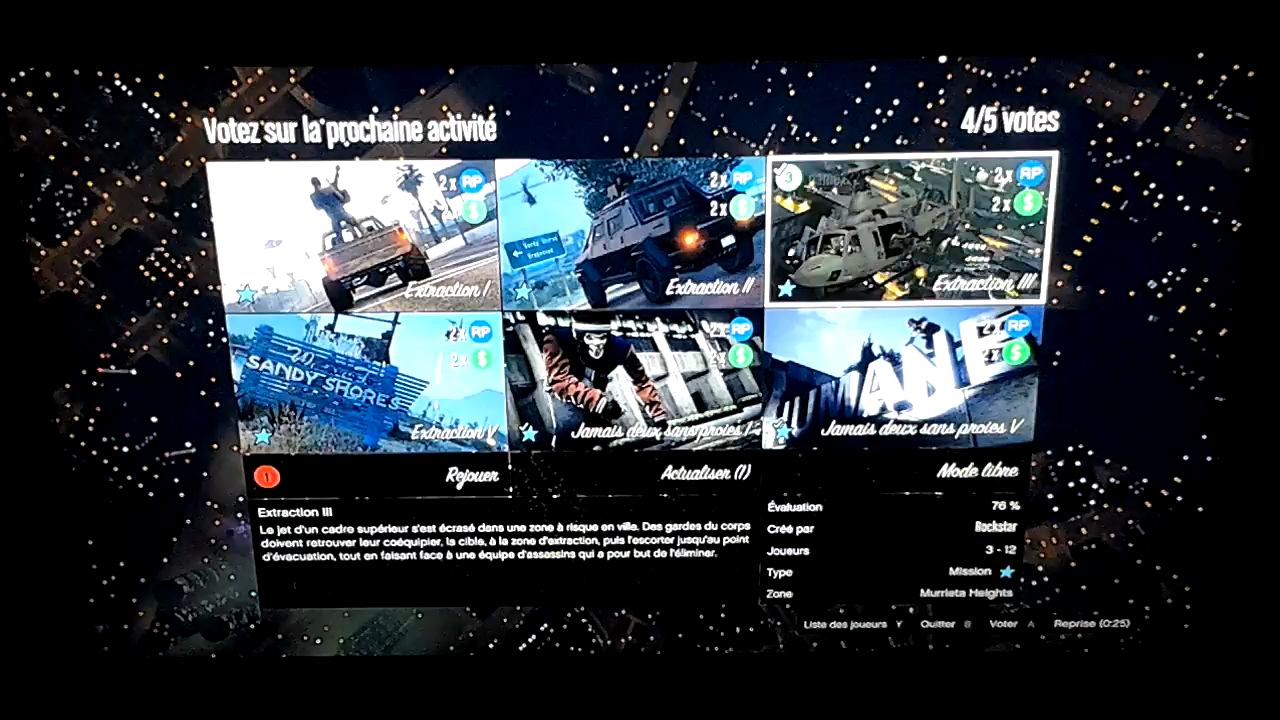 Votez sur la prochaine activité
4/5 votes
2x RP
Extraction I
2x RP
2x $
Extraction II
3
2x RP
2x $
Extraction III
2x RP
2x $
SANDY SHORES
Extraction V
2x RP
2x $
Jamais deux sans proies
2x RP
2x $
Jamais deux sans proies V
1
Rejouer
Actualiser (1)
Mode libre
Extraction III
Le jet d'un cadre supérieur s'est écrasé dans une zone à risque en ville. Des gardes du corps
doivent retrouver leur coéquipier, la cible, à la zone d'extraction, puis l'escorter jusqu'au point
d'évacuation, tout en faisant face à une équipe d'assassins qui a pour but de l'éliminer.
Évaluation 76 %
Créé par Rockstar
Joueurs 3 - 12
Type Mission
Zone Murrieta Heights
Liste des joueurs Y Quitter B Voter A Reprise (0:25)